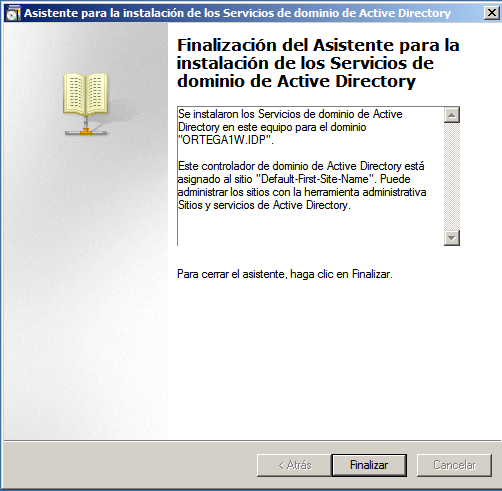 Asistente para la instalación de los Servicios de dominio de Active Directory
Finalización del Asistente para la
instalación de los Servicios de
dominio de Active Directory
Se instalaron los Servicios de dominio de Active
Directory en este equipo para el dominio
"ORTEGA1W.IDP".
Este controlador de dominio de Active Directory está
asignado al sitio "Default-First-Site-Name". Puede
administrar los sitios con la herramienta administrativa
Sitios y servicios de Active Directory.
Para cerrar el asistente, haga clic en Finalizar.
< Atrás Finalizar Cancelar